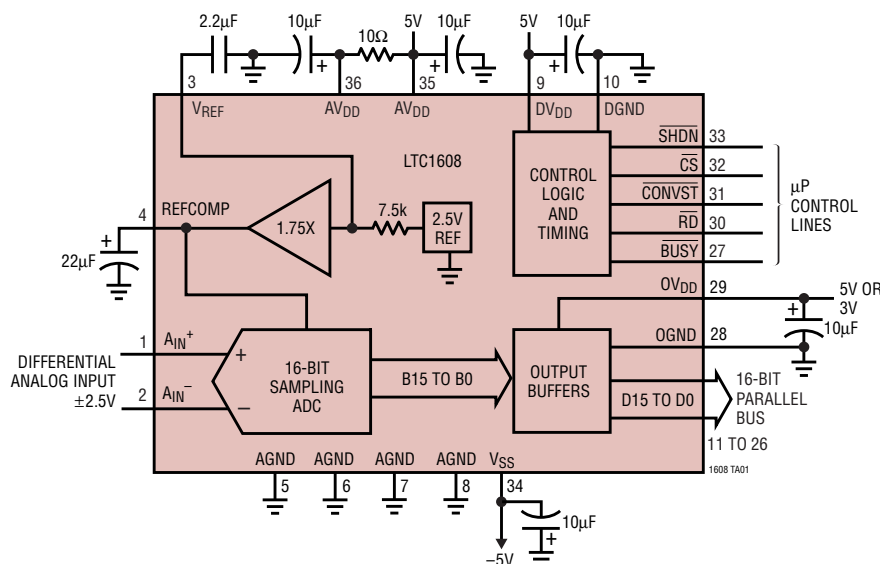 2.2µF
10µF
10Ω
5V
10µF
5V
10µF
3
36
35
9
10
VREF
AVDD
AVDD
DVDD
DGND
LTC1608
SHDN
33
CS
32
CONVST
31
RD
30
BUSY
27
µP
CONTROL
LINES
CONTROL
LOGIC
AND
TIMING
4
REFCOMP
1.75X
7.5k
2.5V
REF
22µF
+
OVDD
29
5V OR
3V
10µF
OGND
28
1
AIN+
DIFFERENTIAL
ANALOG INPUT
±2.5V
2
AIN−
+
−
16-BIT
SAMPLING
ADC
B15 TO B0
OUTPUT
BUFFERS
D15 TO D0
16-BIT
PARALLEL
BUS
11 TO 26
1608 TA01
AGND
AGND
AGND
AGND
VSS
5
6
7
8
34
10µF
+
−5V